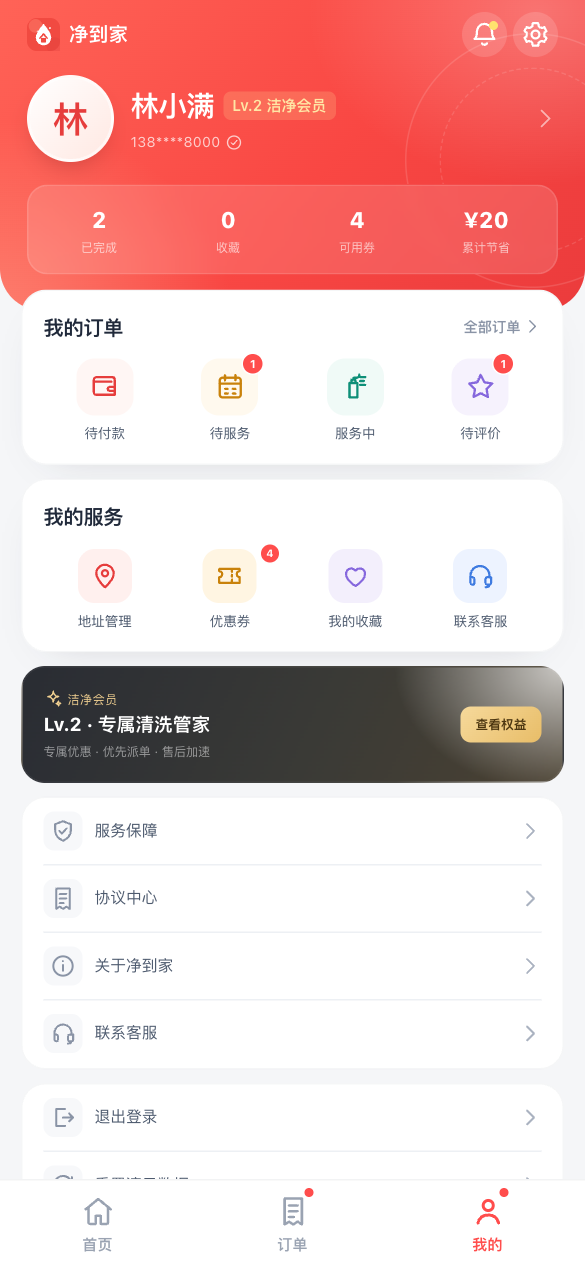 净到家
林
林小满 Lv.2 洁净会员
138****8000
2 0 4 ¥20
已完成 收藏 可用券 累计节省
我的订单 全部订单
1 1
待付款 待服务 服务中 待评价
我的服务
4
地址管理 优惠券 我的收藏 联系客服
洁净会员
Lv.2 · 专属清洗管家
专属优惠 · 优先派单 · 售后加速
查看权益
服务保障
协议中心
关于净到家
联系客服
退出登录
首页 订单 我的